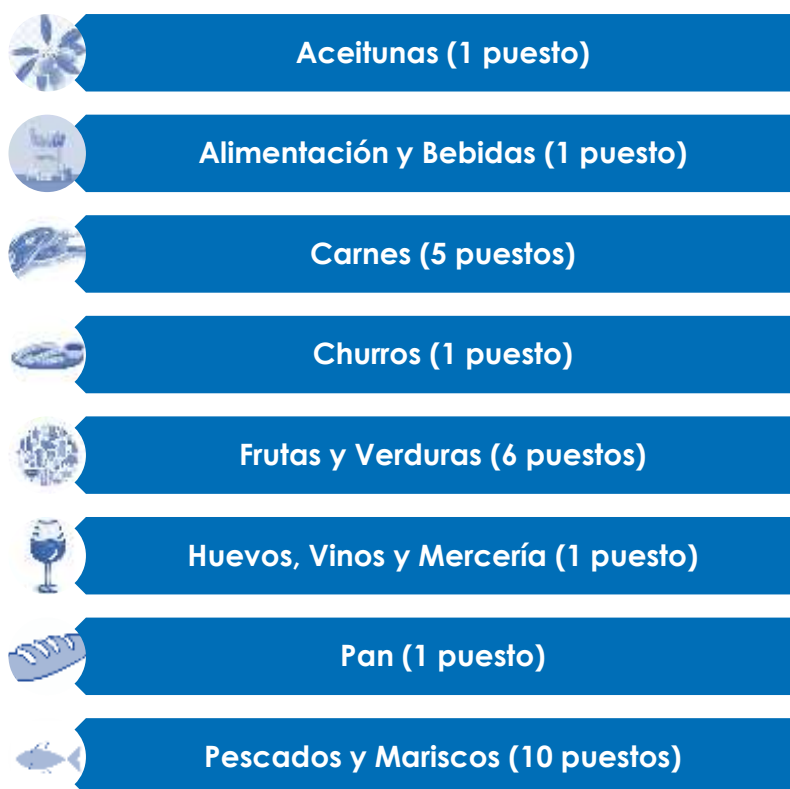 Aceitunas (1 puesto)
Alimentación y Bebidas (1 puesto)
Carnes (5 puestos)
Churros (1 puesto)
Frutas y Verduras (6 puestos)
Huevos, Vinos y Mercería (1 puesto)
Pan (1 puesto)
Pescados y Mariscos (10 puestos)